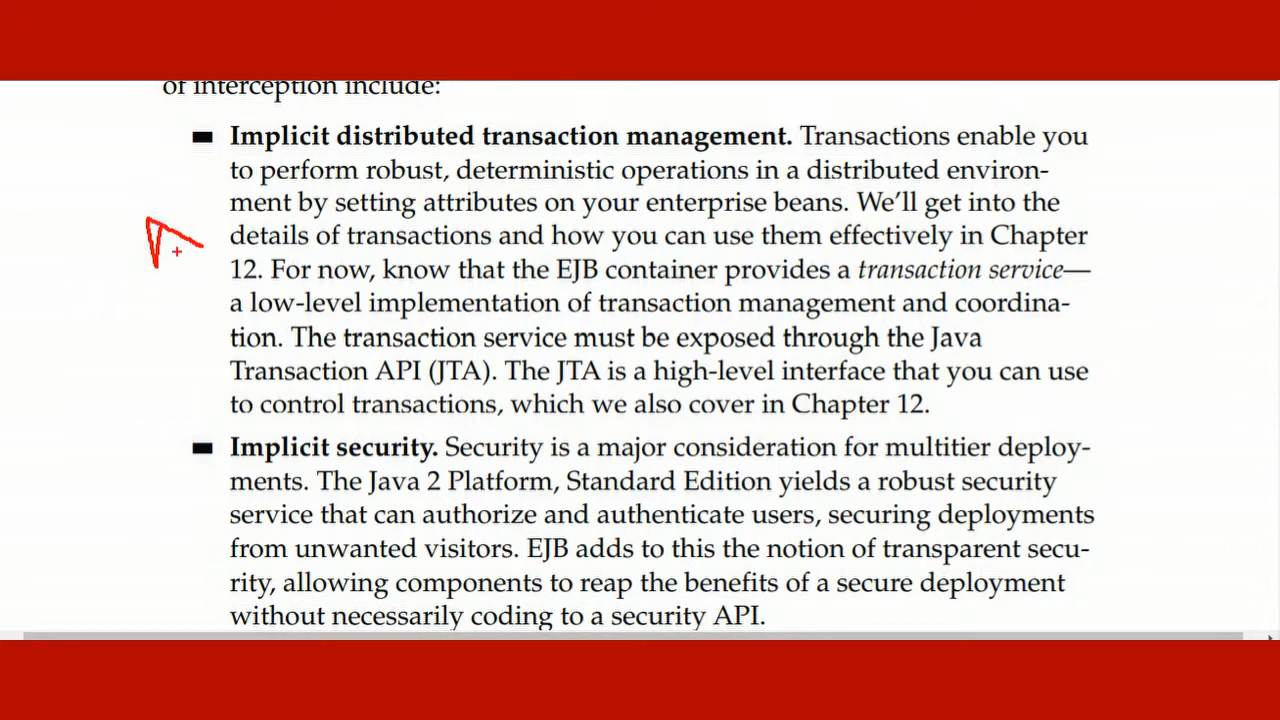 of interception include:
Implicit distributed transaction management. Transactions enable you
to perform robust, deterministic operations in a distributed environ-
ment by setting attributes on your enterprise beans. We'll get into the
details of transactions and how you can use them effectively in Chapter
12. For now, know that the EJB container provides a transaction service—
a low-level implementation of transaction management and coordina-
tion. The transaction service must be exposed through the Java
Transaction API (JTA). The JTA is a high-level interface that you can use
to control transactions, which we also cover in Chapter 12.
Implicit security. Security is a major consideration for multitier deploy-
ments. The Java 2 Platform, Standard Edition yields a robust security
service that can authorize and authenticate users, securing deployments
from unwanted visitors. EJB adds to this the notion of transparent secu-
rity, allowing components to reap the benefits of a secure deployment
without necessarily coding to a security API.